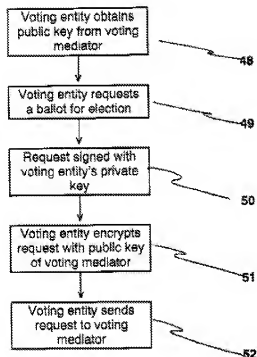 Voting entity obtains
public key from voting
mediator
48
Voting entity requests
a ballot for election
49
Request signed with
voting entity's private
key
50
Voting entity encrypts
request with public key
of voting mediator
51
Voting entity sends
request to voting
mediator
52